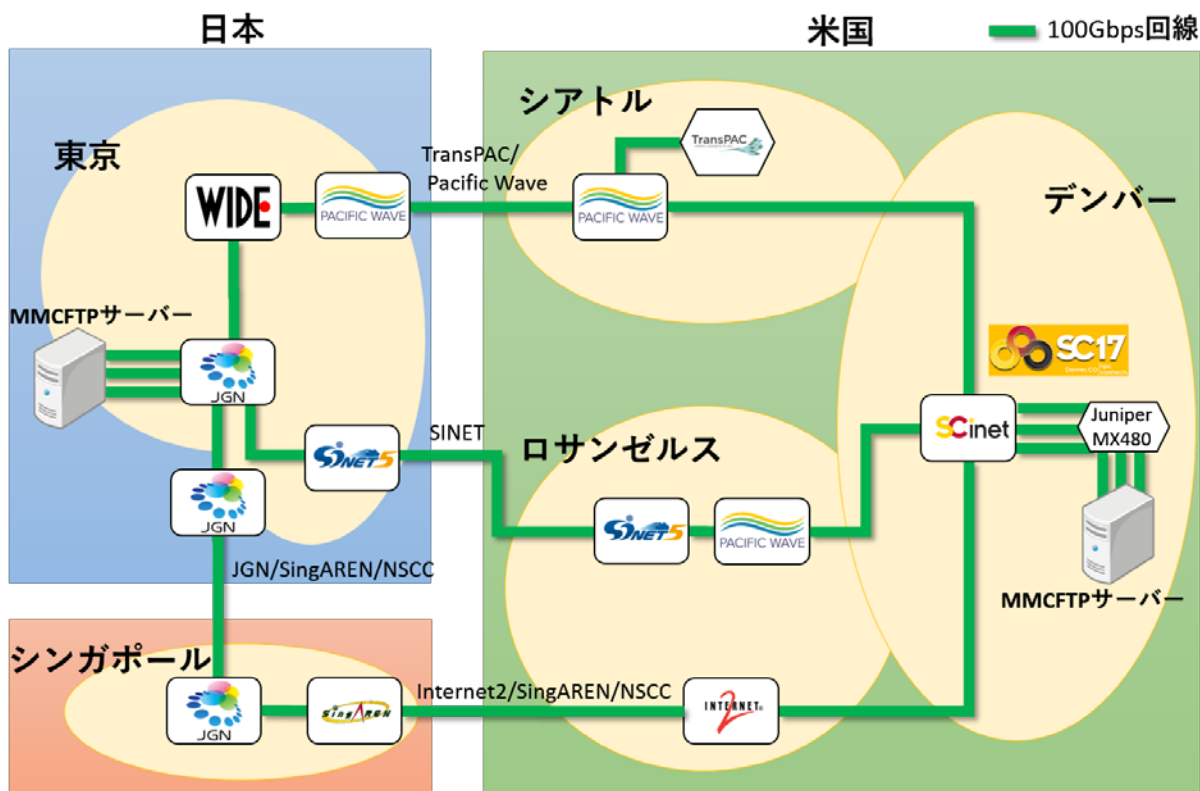 日本
米国
100Gbps回線
シアトル
東京
TransPAC/
Pacific Wave
TransPAC
WIDE
PACIFIC WAVE
PACIFIC WAVE
デンバー
MMCFTPサーバー
JGN
SC17
Denver, CO
SINET
ロサンゼルス
SINET5
SCinet
Juniper
MX480
JGN
SINET5
PACIFIC WAVE
JGN/SingAREN/NSCC
MMCFTPサーバー
シンガポール
JGN
SingAREN
Internet2/SingAREN/NSCC
INTERNET2